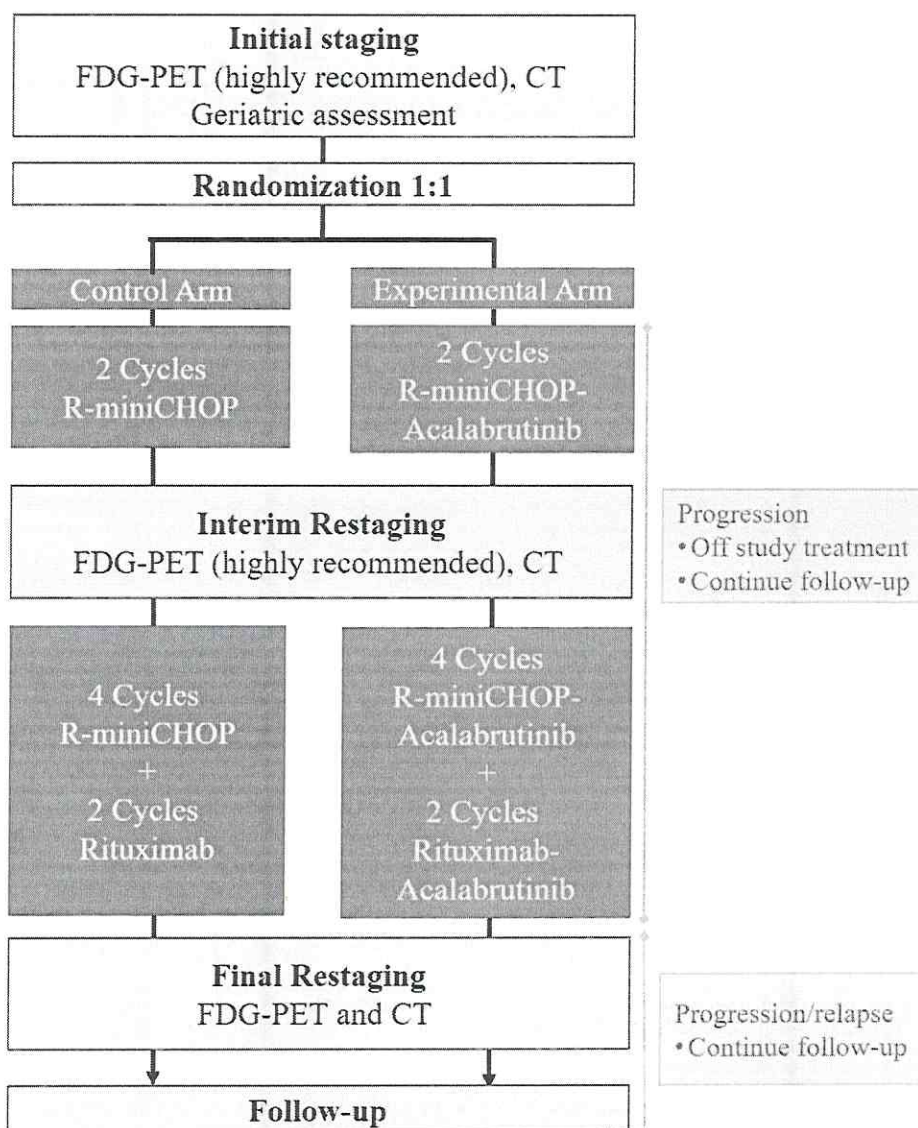 Initial staging
FDG-PET (highly recommended), CT
Geriatric assessment
Randomization 1:1
Control Arm
Experimental Arm
2 Cycles
R-miniCHOP
2 Cycles
R-miniCHOP-
Acalabrutinib
Interim Restaging
FDG-PET (highly recommended), CT
Progression
•Off study treatment
•Continue follow-up
4 Cycles
R-miniCHOP
+
2 Cycles
Rituximab
4 Cycles
R-miniCHOP-
Acalabrutinib
+
2 Cycles
Rituximab-
Acalabrutinib
Final Restaging
FDG-PET and CT
Progression/relapse
•Continue follow-up
Follow-up